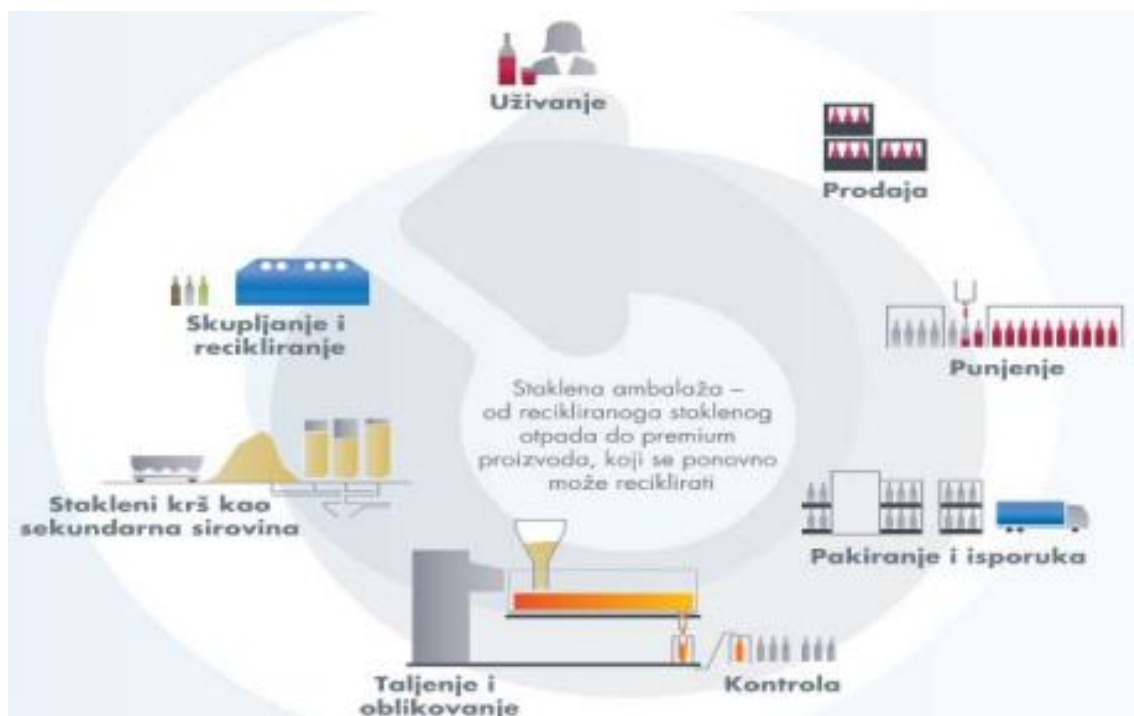 Uživanje
Prodaja
Punjenje
Pakiranje i isporuka
Kontrola
Taljenje i
oblikovanje
Stakleni krš kao
sekundarna sirovina
Skupljanje i
recikliranje
Staklena ambalaža –
od recikliranoga staklenog
otpada do premium
proizvoda, koji se ponovno
može reciklirati